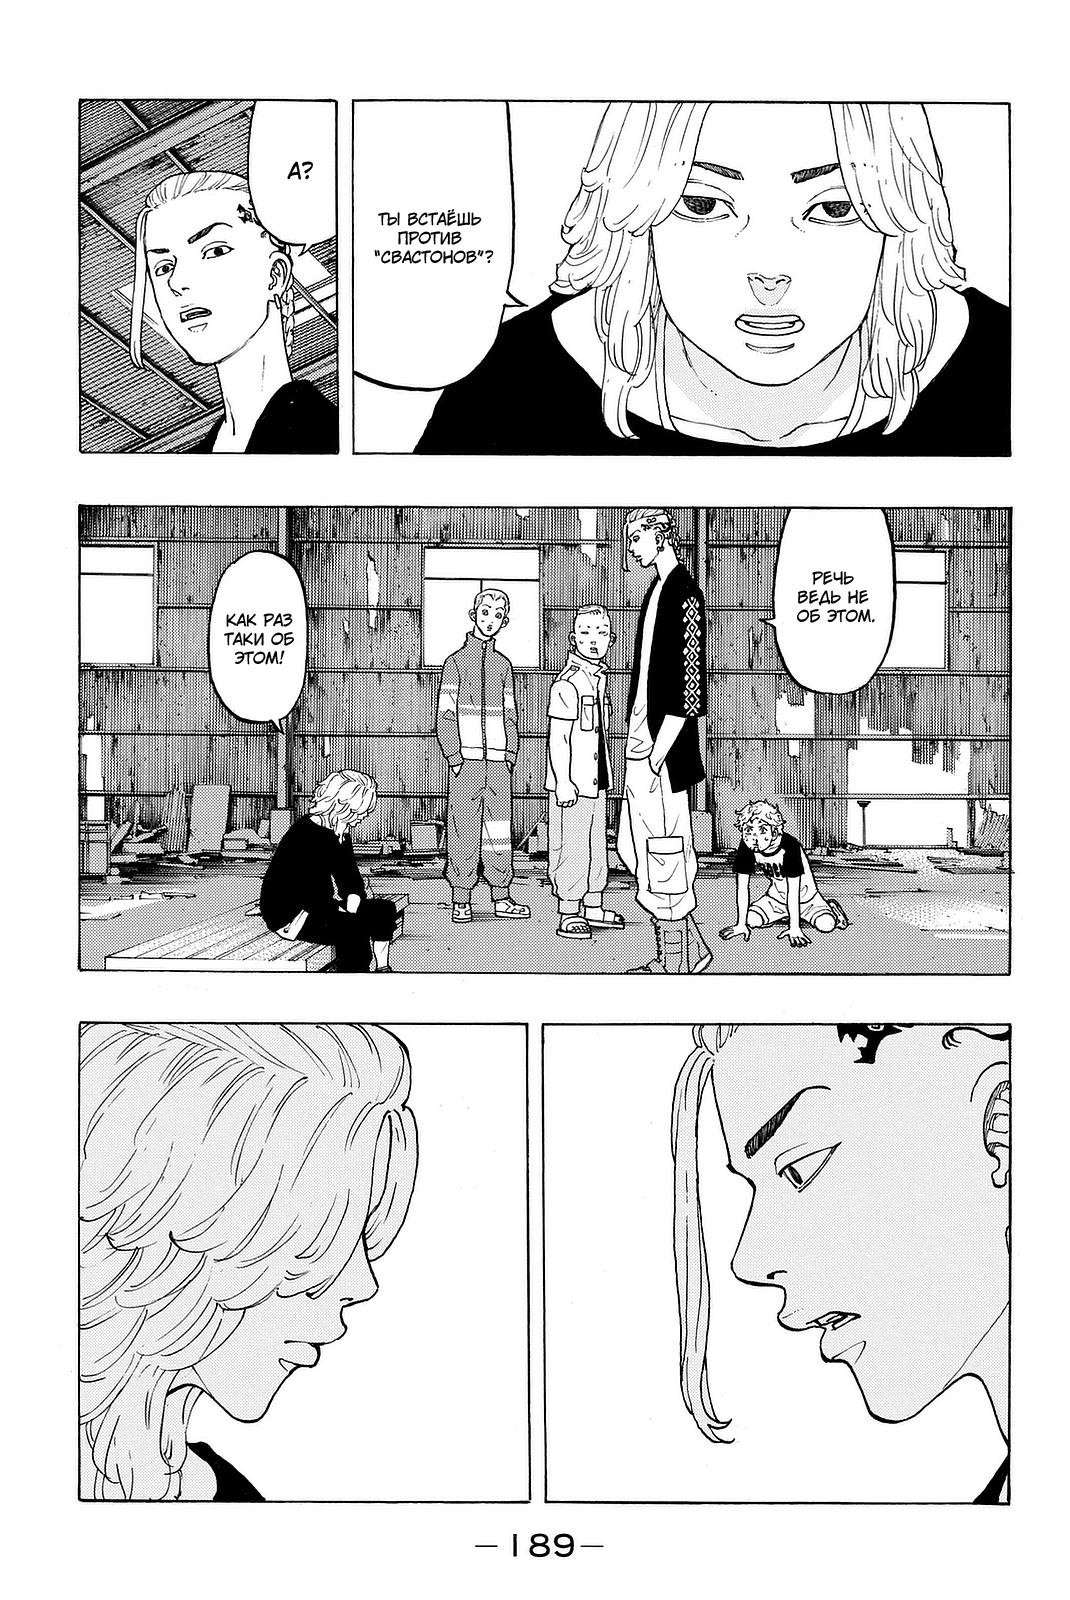 ТЫ ВСТАЁШЬ
ПРОТИВ
"СВАСТОНОВ"?
А?
РЕЧЬ
ВЕДЬ НЕ
ОБ ЭТОМ.
КАК РАЗ
ТАКИ ОБ
ЭТОМ!
—189—